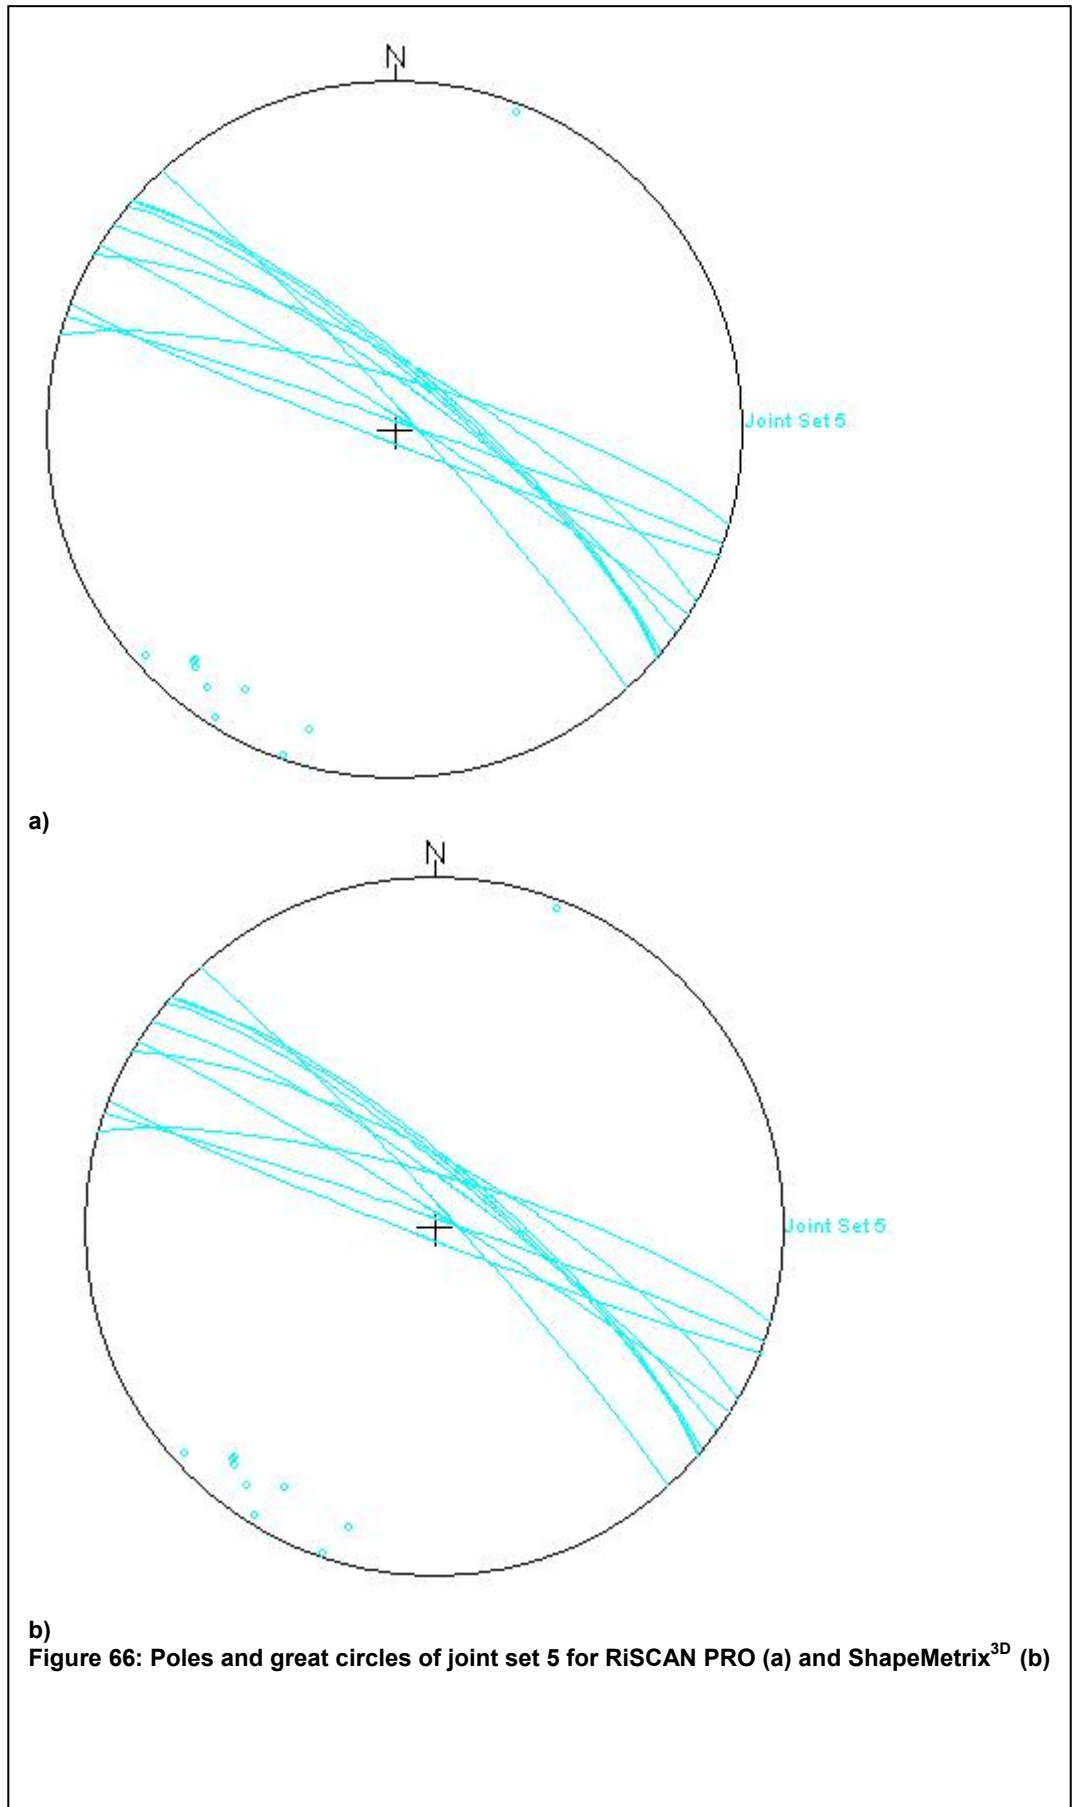 N
Joint Set 5
a)
N
Joint Set 5
b)
Figure 66: Poles and great circles of joint set 5 for RiSCAN PRO (a) and ShapeMetrix3D (b)